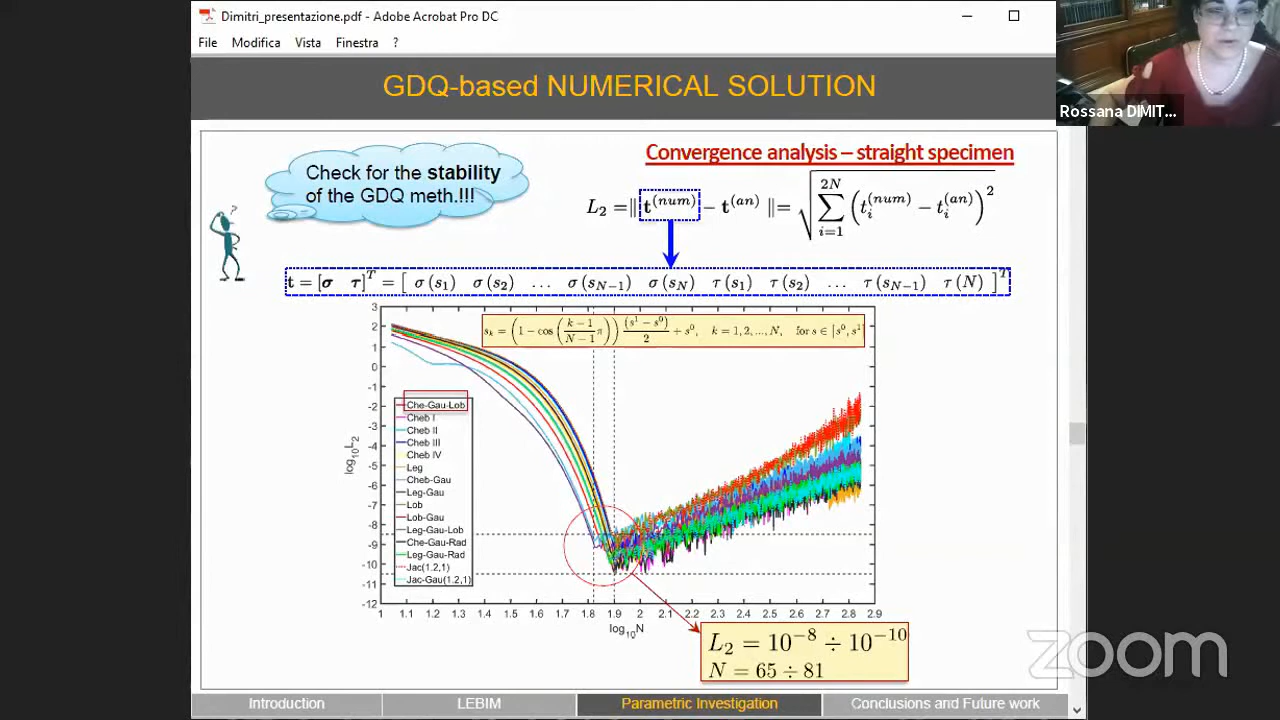 Dimitri_presentazione.pdf - Adobe Acrobat Pro DC
File Modifica Vista Finestra ?
Rossana DIMIT...
GDQ-based NUMERICAL SOLUTION
Check for the stability
of the GDQ meth.!!!
Convergence analysis – straight specimen
L₂ =‖ t^(num) − t^(an) ‖= √ ∑_{i=1}^{2N} (t_i^(num) − t_i^(an))²
t = [σ τ]^T = [ σ (s₁) σ (s₂) … σ (s_{N−1}) σ (s_N) τ (s₁) τ (s₂) … τ (s_{N−1}) τ (N) ]^T
s_k = (1 − cos (k−1/N−1 π)) (s¹ − s⁰)/2 + s⁰, k = 1, 2, ..., N, for s ∈ [s⁰, s¹
3
2
1
0
-1
-2
-3
-4
-5
-6
-7
-8
-9
-10
-11
-12
log₁₀L₂
Che-Gau-Lob
Cheb I
Cheb II
Cheb III
Cheb IV
Leg
Cheb-Gau
Leg-Gau
Lob
Lob-Gau
Leg-Gau-Lob
Che-Gau-Rad
Leg-Gau-Rad
Jac(1.2,1)
Jac-Gau(1.2,1)
1 1.1 1.2 1.3 1.4 1.5 1.6 1.7 1.8 1.9 2 2.1 2.2 2.3 2.4 2.5 2.6 2.7 2.8 2.9
log₁₀N
L₂ = 10⁻⁸ ÷ 10⁻¹⁰
N = 65 ÷ 81
zoom
Introduction LEBIM Parametric Investigation Conclusions and Future work